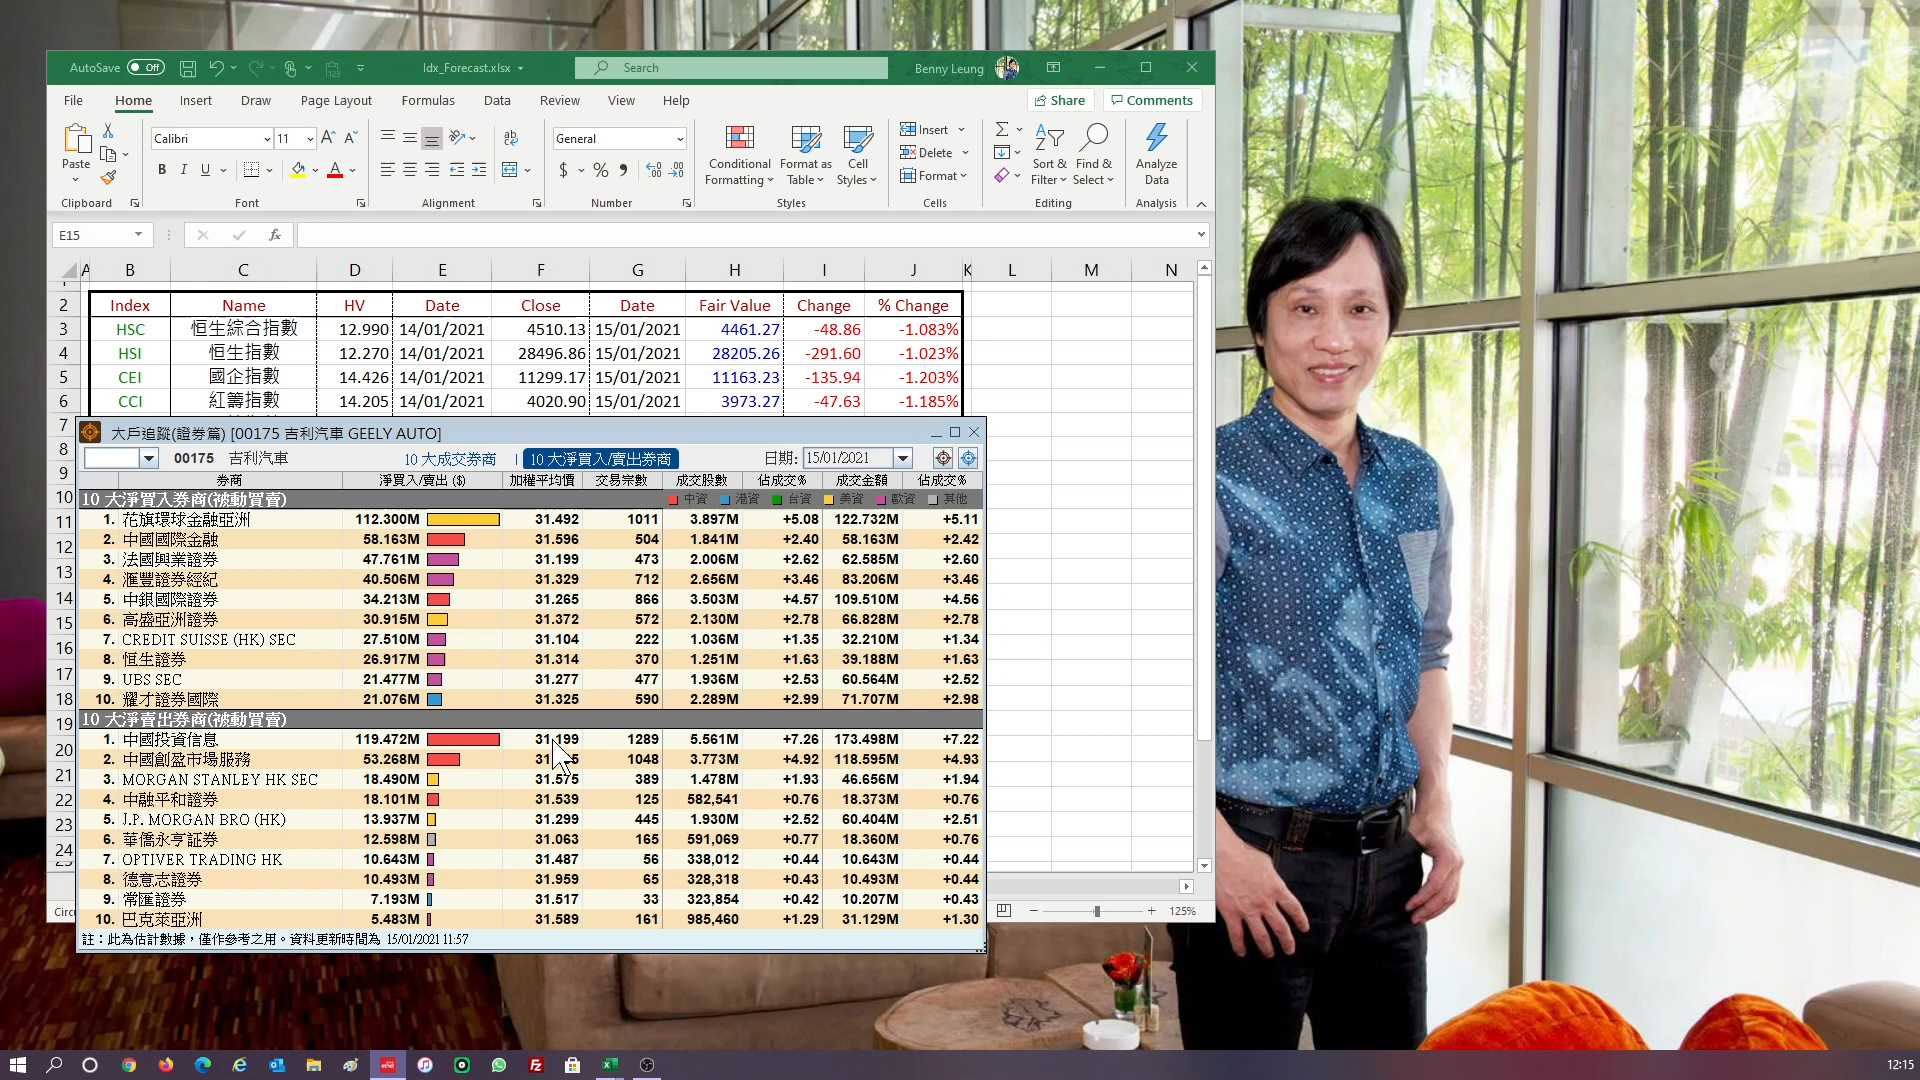 AutoSave Off Idx_Forecast.xlsx Search Benny Leung
File Home Insert Draw Page Layout Formulas Data Review View Help Share Comments
Paste Calibri 11 General Conditional Formatting Format as Table Cell Styles Insert Delete Format Sort & Filter Find & Select Analyze Data
Clipboard Font Alignment Number Styles Cells Editing Analysis
E15 fx
A B C D E F G H I J K L M N
2 Index Name HV Date Close Date Fair Value Change % Change
3 HSC 恒生綜合指數 12.990 14/01/2021 4510.13 15/01/2021 4461.27 -48.86 -1.083%
4 HSI 恒生指數 12.270 14/01/2021 28496.86 15/01/2021 28205.26 -291.60 -1.023%
5 CEI 國企指數 14.426 14/01/2021 11299.17 15/01/2021 11163.23 -135.94 -1.203%
6 CCI 紅籌指數 14.205 14/01/2021 4020.90 15/01/2021 3973.27 -47.63 -1.185%
7
8
9
10
11
12
13
14
15
16
17
18
19
20
21
22
23
24
大戶追蹤(證券篇) [00175 吉利汽車 GEELY AUTO]
00175 吉利汽車 10 大成交券商 | 10 大淨買入/賣出券商 日期: 15/01/2021
券商 淨買入/賣出 ($) 加權平均價 交易宗數 成交股數 佔成交% 成交金額 佔成交%
10 大淨買入券商(被動買賣) 中資 港資 台資 美資 歐資 其他
1. 花旗環球金融亞洲 112.300M 31.492 1011 3.897M +5.08 122.732M +5.11
2. 中國國際金融 58.163M 31.596 504 1.841M +2.40 58.163M +2.42
3. 法國興業證券 47.761M 31.199 473 2.006M +2.62 62.585M +2.60
4. 滙豐證券經紀 40.506M 31.329 712 2.656M +3.46 83.206M +3.46
5. 中銀國際證券 34.213M 31.265 866 3.503M +4.57 109.510M +4.56
6. 高盛亞洲證券 30.915M 31.372 572 2.130M +2.78 66.828M +2.78
7. CREDIT SUISSE (HK) SEC 27.510M 31.104 222 1.036M +1.35 32.210M +1.34
8. 恒生證券 26.917M 31.314 370 1.251M +1.63 39.188M +1.63
9. UBS SEC 21.477M 31.277 477 1.936M +2.53 60.564M +2.52
10. 耀才證券國際 21.076M 31.325 590 2.289M +2.99 71.707M +2.98
10 大淨賣出券商(被動買賣)
1. 中國投資信息 119.472M 31.199 1289 5.561M +7.26 173.498M +7.22
2. 中國創盈市場服務 53.268M 1048 3.773M +4.92 118.595M +4.93
3. MORGAN STANLEY HK SEC 18.490M 31.575 389 1.478M +1.93 46.656M +1.94
4. 中融平和證券 18.101M 31.539 125 582,541 +0.76 18.373M +0.76
5. J.P. MORGAN BRO (HK) 13.937M 31.299 445 1.930M +2.52 60.404M +2.51
6. 華僑永亨証券 12.598M 31.063 165 591,069 +0.77 18.360M +0.76
7. OPTIVER TRADING HK 10.643M 31.487 56 338,012 +0.44 10.643M +0.44
8. 德意志證券 10.493M 31.959 65 328,318 +0.43 10.493M +0.44
9. 常匯證券 7.193M 31.517 33 323,854 +0.42 10.207M +0.43
10. 巴克萊亞洲 5.483M 31.589 161 985,460 +1.29 31.129M +1.30
註：此為估計數據，僅作參考之用。資料更新時間為 15/01/2021 11:57
125%
12:15